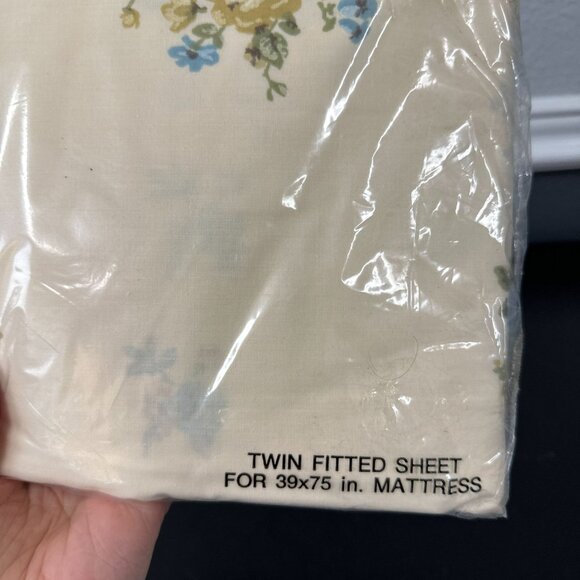 TWIN FITTED SHEET
FOR 39x75 in. MATTRESS